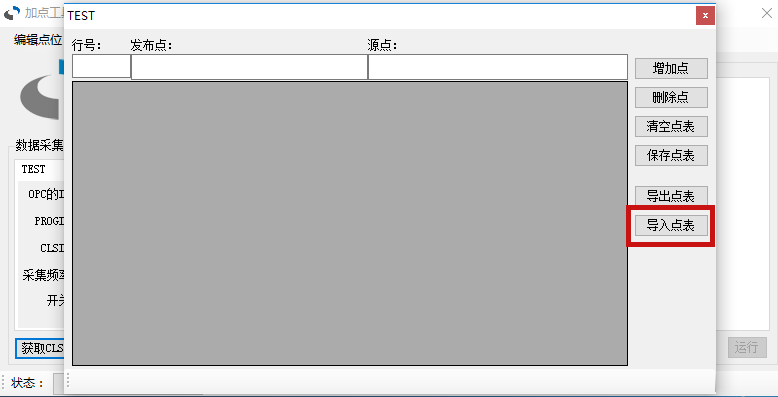 加点工具
TEST
x
编辑点位
行号：
发布点：
源点：
增加点
删除点
清空点表
保存点表
数据采集
TEST
OPC的I
导出点表
PROGI
导入点表
CLSI
采集频率
开关
获取CLS
运行
状态：